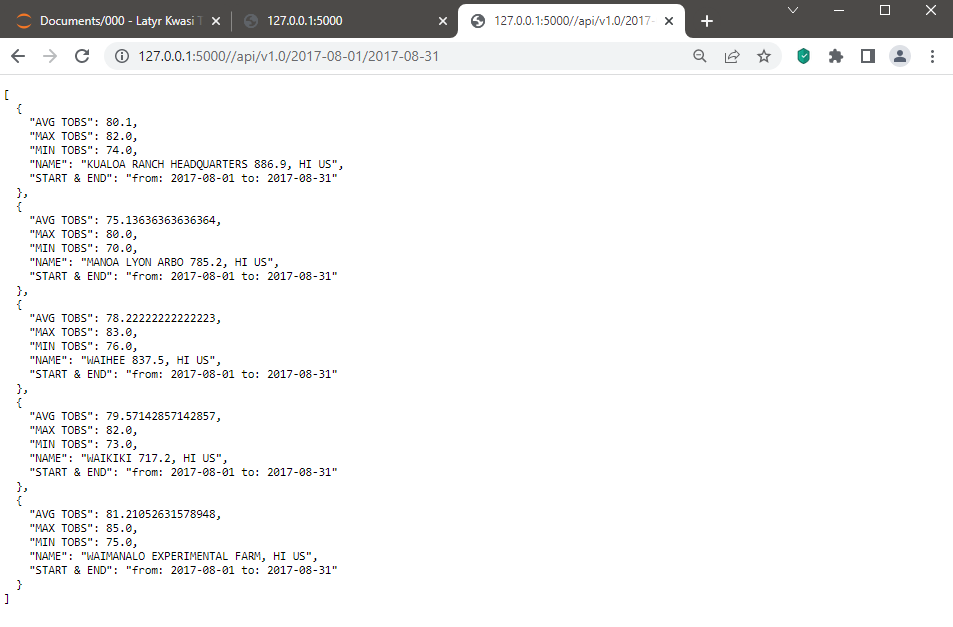 Documents/000 - Latyr Kwasi T
127.0.0.1:5000
127.0.0.1:5000//api/v1.0/2017-
127.0.0.1:5000//api/v1.0/2017-08-01/2017-08-31
[
  {
    "AVG TOBS": 80.1,
    "MAX TOBS": 82.0,
    "MIN TOBS": 74.0,
    "NAME": "KUALOA RANCH HEADQUARTERS 886.9, HI US",
    "START & END": "from: 2017-08-01 to: 2017-08-31"
  },
  {
    "AVG TOBS": 75.13636363636364,
    "MAX TOBS": 80.0,
    "MIN TOBS": 70.0,
    "NAME": "MANOA LYON ARBO 785.2, HI US",
    "START & END": "from: 2017-08-01 to: 2017-08-31"
  },
  {
    "AVG TOBS": 78.22222222222223,
    "MAX TOBS": 83.0,
    "MIN TOBS": 76.0,
    "NAME": "WAIHEE 837.5, HI US",
    "START & END": "from: 2017-08-01 to: 2017-08-31"
  },
  {
    "AVG TOBS": 79.57142857142857,
    "MAX TOBS": 82.0,
    "MIN TOBS": 73.0,
    "NAME": "WAIKIKI 717.2, HI US",
    "START & END": "from: 2017-08-01 to: 2017-08-31"
  },
  {
    "AVG TOBS": 81.21052631578948,
    "MAX TOBS": 85.0,
    "MIN TOBS": 75.0,
    "NAME": "WAIMANALO EXPERIMENTAL FARM, HI US",
    "START & END": "from: 2017-08-01 to: 2017-08-31"
  }
]